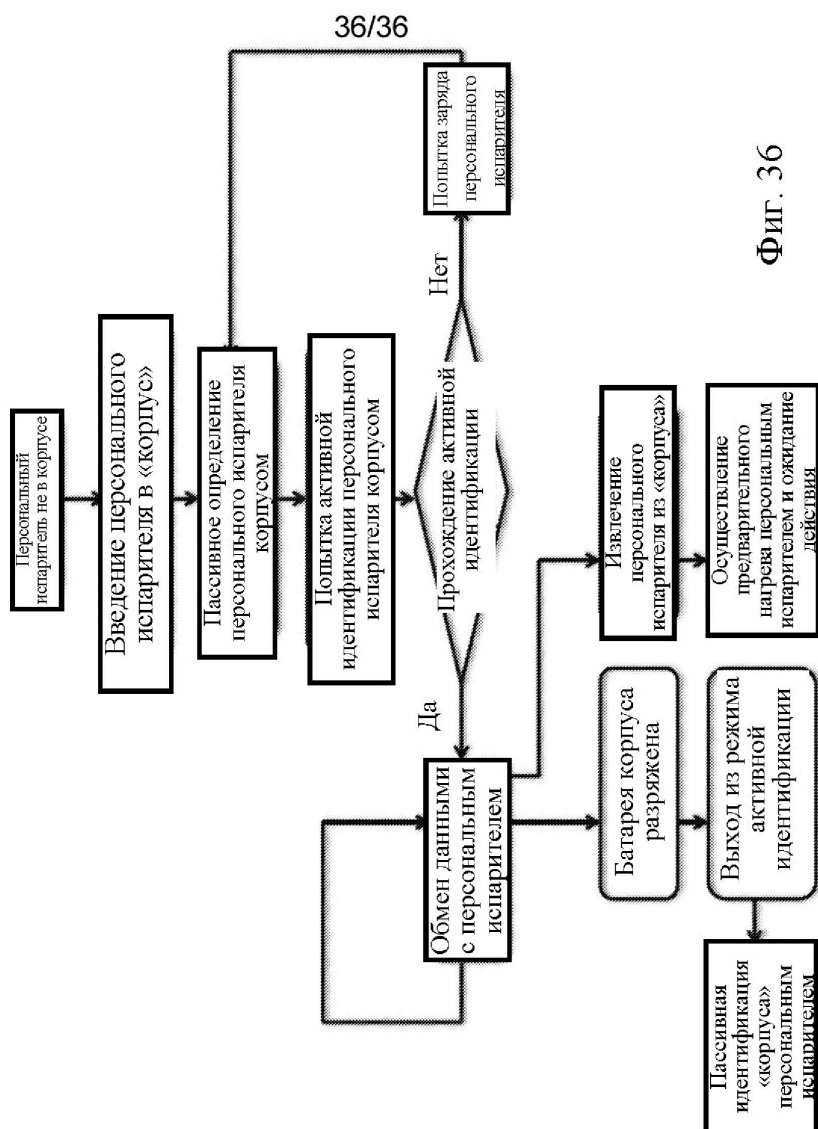 36/36
Персональный
испаритель не в корпусе
Введение персонального
испарителя в «корпус»
Пассивное определение
персонального испарителя
корпусом
Попытка активной
идентификации персонального
испарителя корпусом
Прохождение активной
идентификации
Нет
Попытка заряда
персонального
испарителя
Да
Обмен данными
с персональным
испарителем
Извлечение
персонального
испарителя из «корпуса»
Осуществление
предварительного
нагрева персональным
испарителем и ожидание
действия
Батарея корпуса
разряжена
Выход из режима
активной
идентификации
Пассивная
идентификация
«корпуса»
персональным
испарителем
Фиг. 36